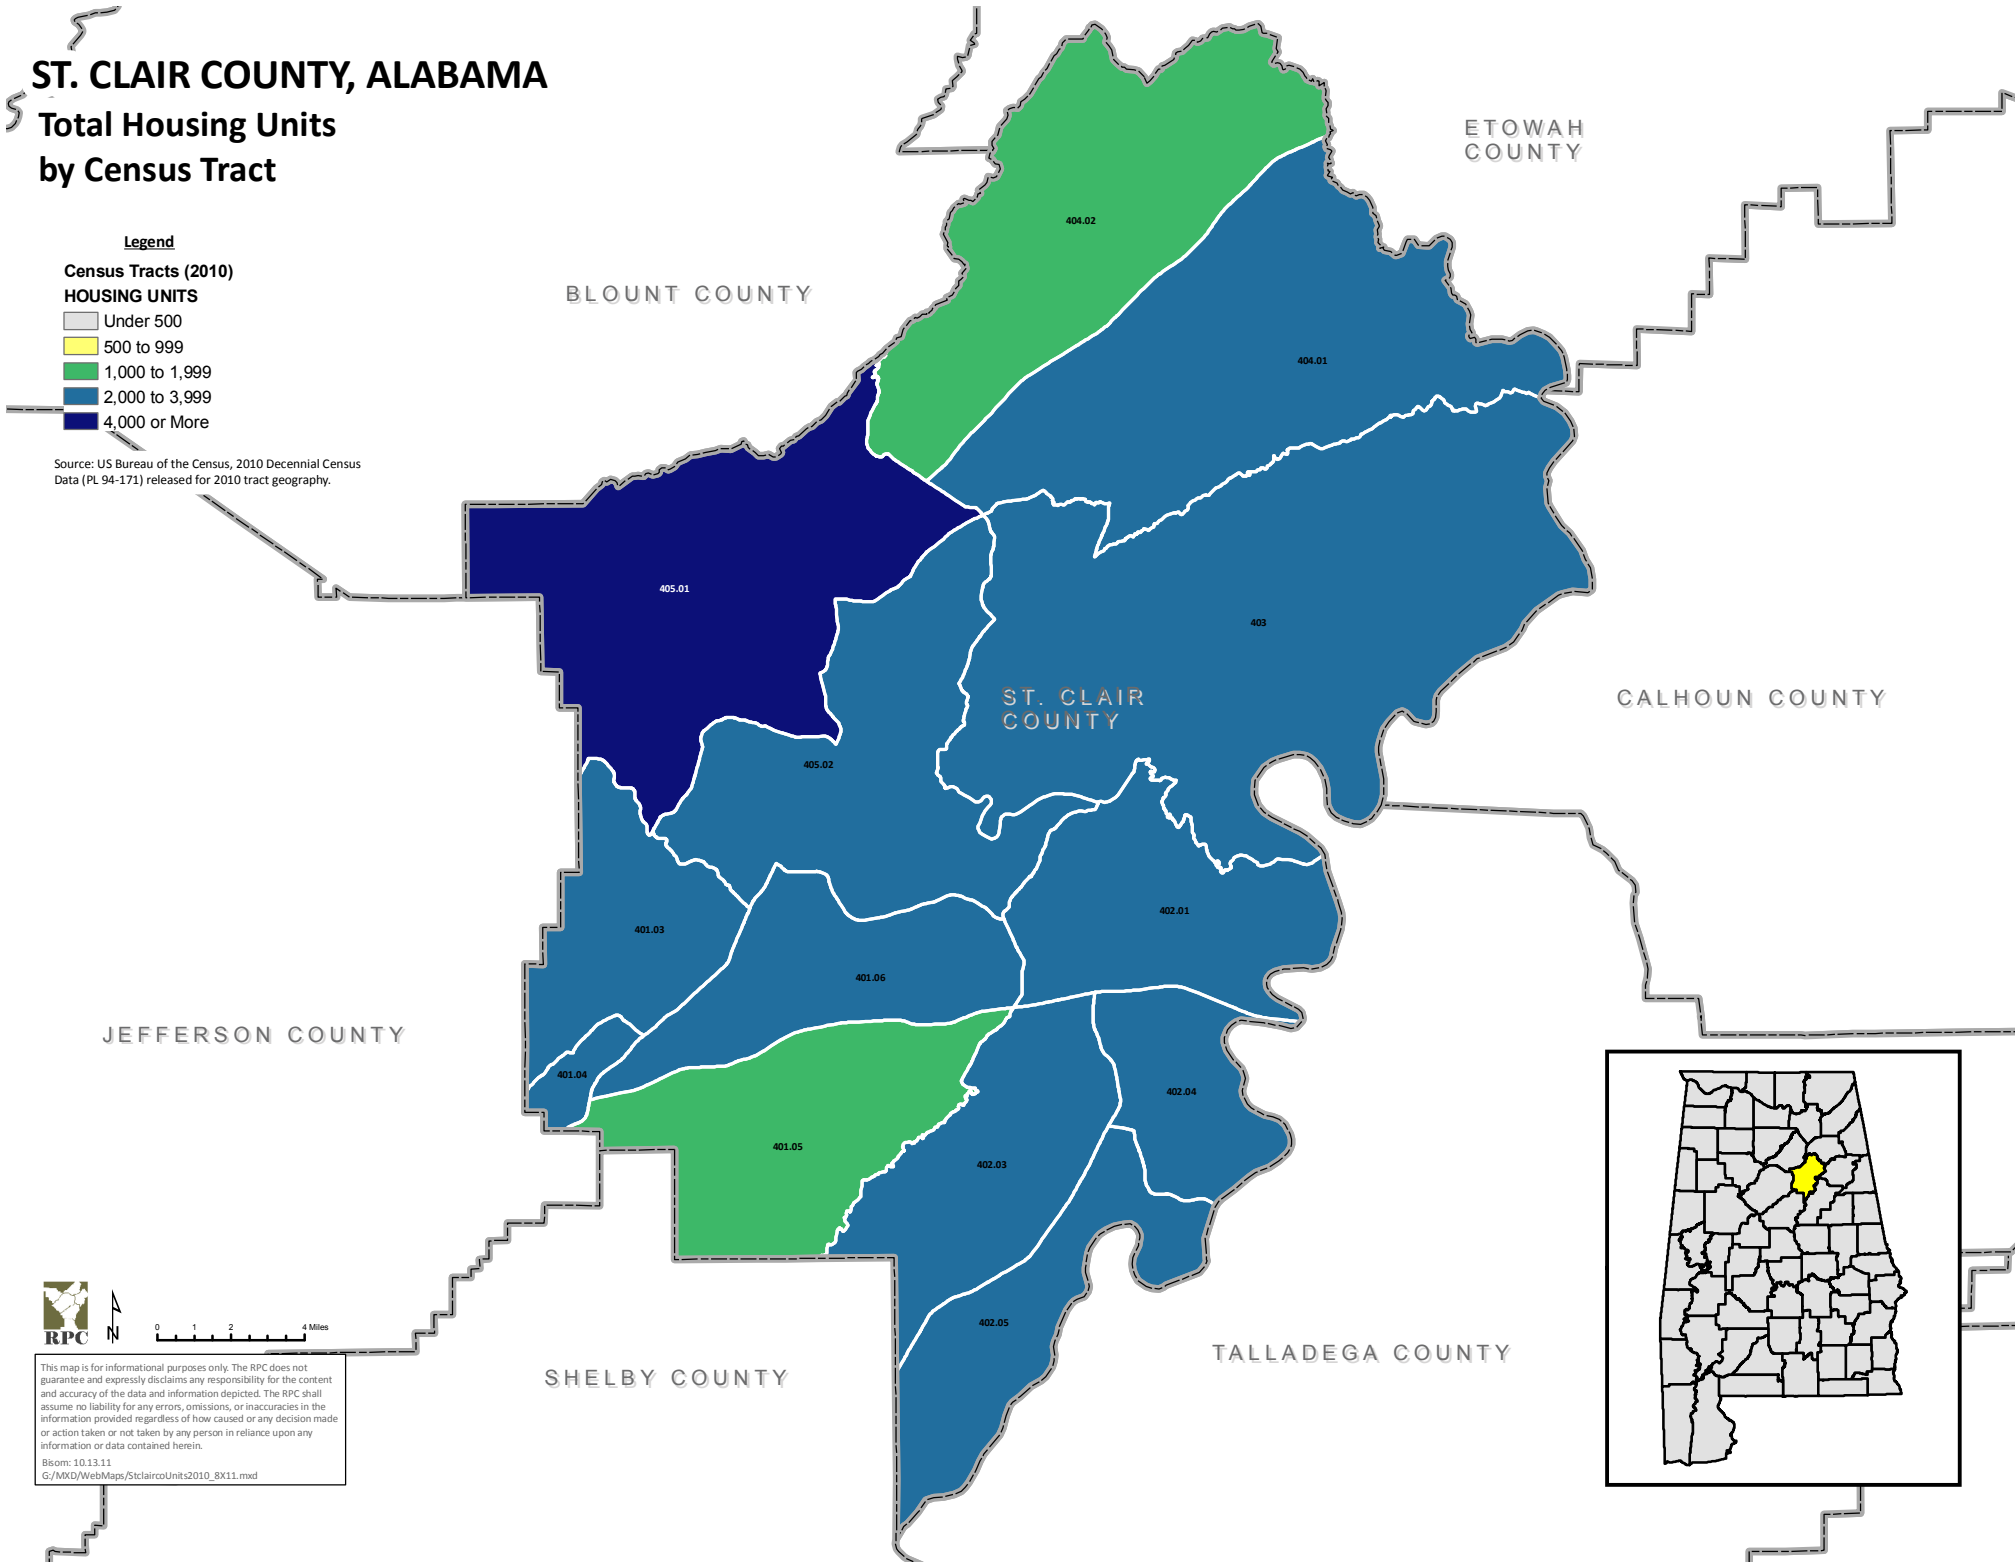 ST. CLAIR COUNTY, ALABAMA
Total Housing Units
by Census Tract
Legend
Census Tracts (2010)
HOUSING UNITS
Under 500
500 to 999
1,000 to 1,999
2,000 to 3,999
4,000 or More
Source: US Bureau of the Census, 2010 Decennial Census
Data (PL 94-171) released for 2010 tract geography.
ETOWAH
COUNTY
404.02
BLOUNT COUNTY
404.01
405.01
403
ST. CLAIR
COUNTY
CALHOUN COUNTY
405.02
402.01
401.03
401.06
JEFFERSON COUNTY
401.04
402.04
401.05
402.03
402.05
TALLADEGA COUNTY
SHELBY COUNTY
RPC
N
0 1 2 4 Miles
This map is for informational purposes only. The RPC does not
guarantee and expressly disclaims any responsibility for the content
and accuracy of the data and information depicted. The RPC shall
assume no liability for any errors, omissions, or inaccuracies in the
information provided regardless of how caused or any decision made
or action taken or not taken by any person in reliance upon any
information or data contained herein.
Bisom: 10.13.11
G:/MXD/WebMaps/StclaircoUnits2010_8X11.mxd